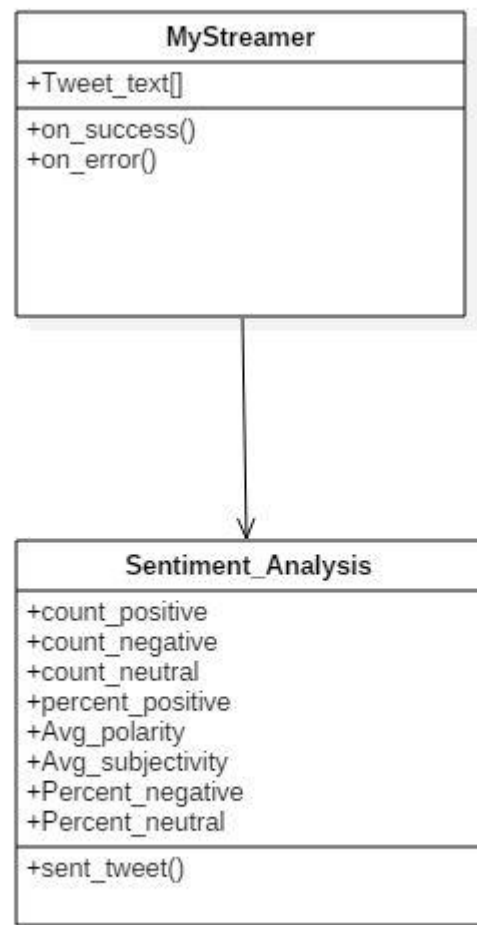 MyStreamer
+Tweet_text[]
+on_success()
+on_error()
Sentiment_Analysis
+count_positive
+count_negative
+count_neutral
+percent_positive
+Avg_polarity
+Avg_subjectivity
+Percent_negative
+Percent_neutral
+sent_tweet()